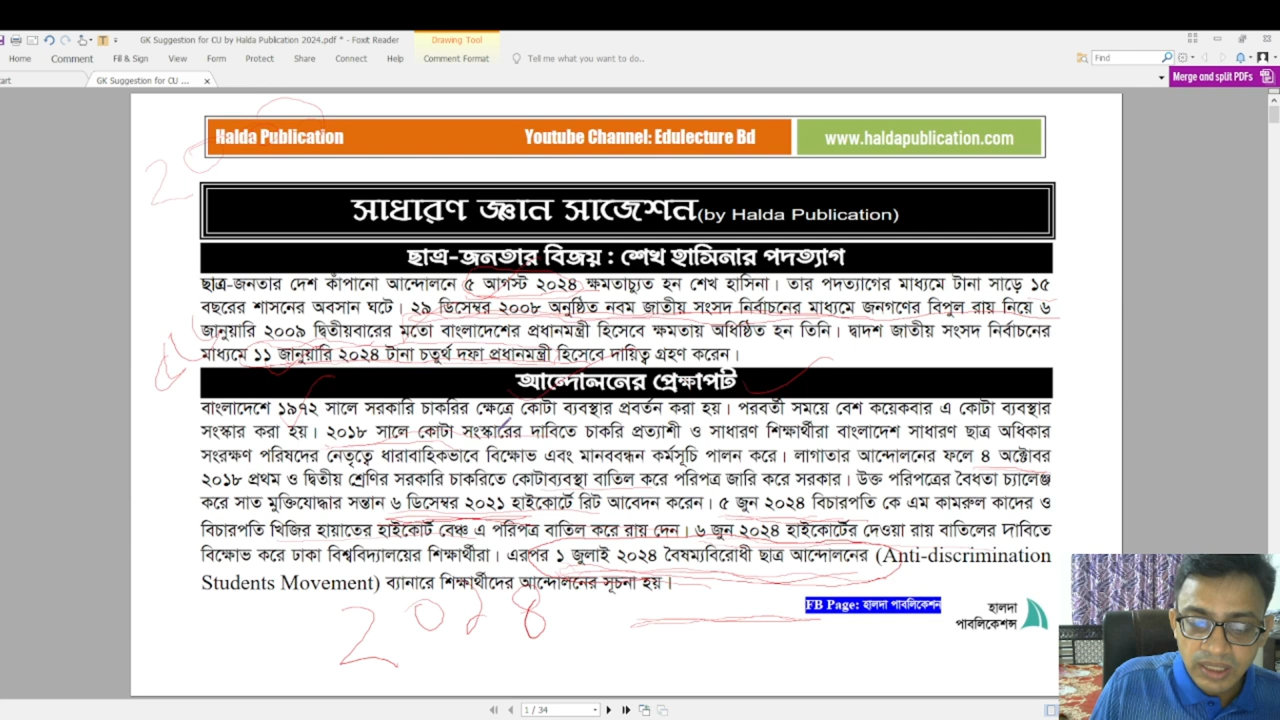 GK Suggestion for CU by Halda Publication 2024.pdf * - Foxit Reader
Drawing Tool
Home Comment Fill & Sign View Form Protect Share Connect Help Comment Format Tell me what you want to do.. Find
art GK Suggestion for CU ... × Merge and split PDFs
Halda Publication Youtube Channel: Edulecture Bd www.haldapublication.com
সাধারণ জ্ঞান সাজেশন(by Halda Publication)
ছাত্র-জনতার বিজয় : শেখ হাসিনার পদত্যাগ
ছাত্র-জনতার দেশ কাঁপানো আন্দোলনে ৫ আগস্ট ২০২৪ ক্ষমতাচ্যুত হন শেখ হাসিনা। তার পদত্যাগের মাধ্যমে টানা সাড়ে ১৫
বছরের শাসনের অবসান ঘটে। ২৯ ডিসেম্বর ২০০৮ অনুষ্ঠিত নবম জাতীয় সংসদ নির্বাচনের মাধ্যমে জনগণের বিপুল রায় নিয়ে ৬
জানুয়ারি ২০০৯ দ্বিতীয়বারের মতো বাংলাদেশের প্রধানমন্ত্রী হিসেবে ক্ষমতায় অধিষ্ঠিত হন তিনি। দ্বাদশ জাতীয় সংসদ নির্বাচনের
মাধ্যমে ১১ জানুয়ারি ২০২৪ টানা চতুর্থ দফা প্রধানমন্ত্রী হিসেবে দায়িত্ব গ্রহণ করেন।
আন্দোলনের প্রেক্ষাপট
বাংলাদেশে ১৯৭২ সালে সরকারি চাকরির ক্ষেত্রে কোটা ব্যবস্থার প্রবর্তন করা হয়। পরবর্তী সময়ে বেশ কয়েকবার এ কোটা ব্যবস্থার
সংস্কার করা হয়। ২০১৮ সালে কোটা সংস্কারের দাবিতে চাকরি প্রত্যাশী ও সাধারণ শিক্ষার্থীরা বাংলাদেশ সাধারণ ছাত্র অধিকার
সংরক্ষণ পরিষদের নেতৃত্বে ধারাবাহিকভাবে বিক্ষোভ এবং মানববন্ধন কর্মসূচি পালন করে। লাগাতার আন্দোলনের ফলে ৪ অক্টোবর
২০১৮ প্রথম ও দ্বিতীয় শ্রেণির সরকারি চাকরিতে কোটাব্যবস্থা বাতিল করে পরিপত্র জারি করে সরকার। উক্ত পরিপত্রের বৈধতা চ্যালেঞ্জ
করে সাত মুক্তিযোদ্ধার সন্তান ৬ ডিসেম্বর ২০২১ হাইকোর্টে রিট আবেদন করেন। ৫ জুন ২০২৪ বিচারপতি কে এম কামরুল কাদের ও
বিচারপতি খিজির হায়াতের হাইকোর্ট বেঞ্চ এ পরিপত্র বাতিল করে রায় দেন। ৬ জুন ২০২৪ হাইকোর্টের দেওয়া রায় বাতিলের দাবিতে
বিক্ষোভ করে ঢাকা বিশ্ববিদ্যালয়ের শিক্ষার্থীরা। এরপর ১ জুলাই ২০২৪ বৈষম্যবিরোধী ছাত্র আন্দোলনের (Anti-discrimination
Students Movement) ব্যানারে শিক্ষার্থীদের আন্দোলনের সূচনা হয়।
FB Page: হালদা পাবলিকেশন
হালদা
পাবলিকেশন্স
1 / 34